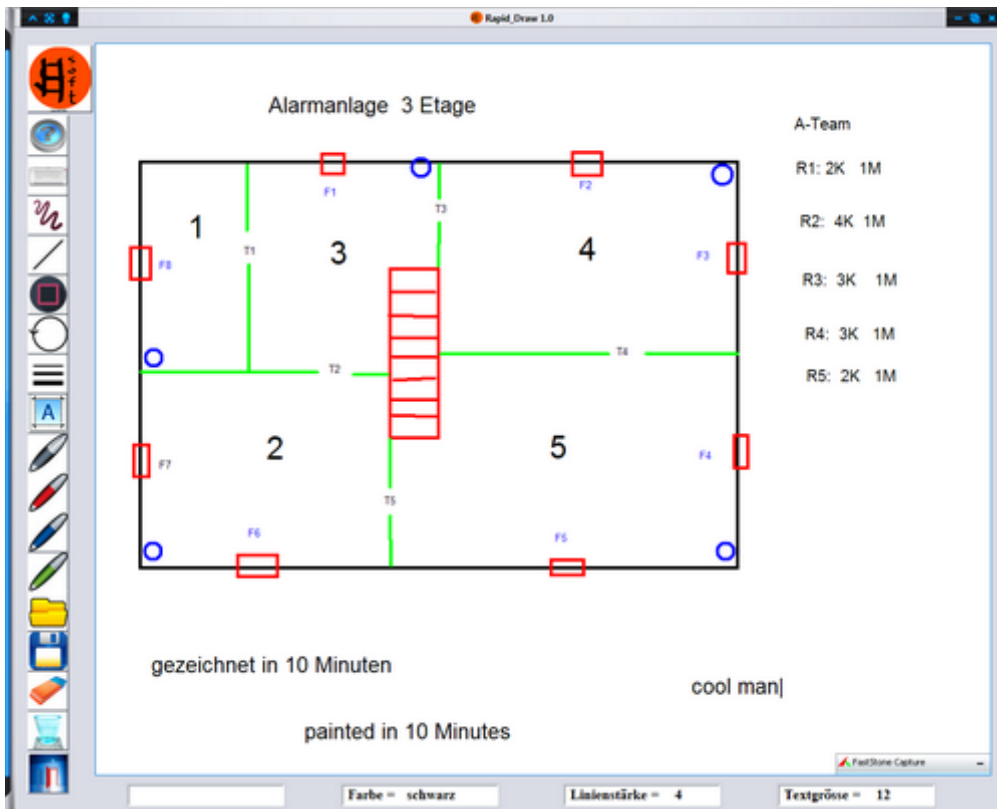 Rapid_Draw 1.0
soft
Alarmanlage 3 Etage
A-Team
F1
F2
R1: 2K 1M
T3
1
T1
3
4
R2: 4K 1M
F8
F3
R3: 3K 1M
R4: 3K 1M
T2
T4
R5: 2K 1M
A
2
5
F7
F4
T5
F6
F5
gezeichnet in 10 Minuten
cool man
painted in 10 Minutes
FastStone Capture
Farbe = schwarz
Linienstärke = 4
Textgrösse = 12